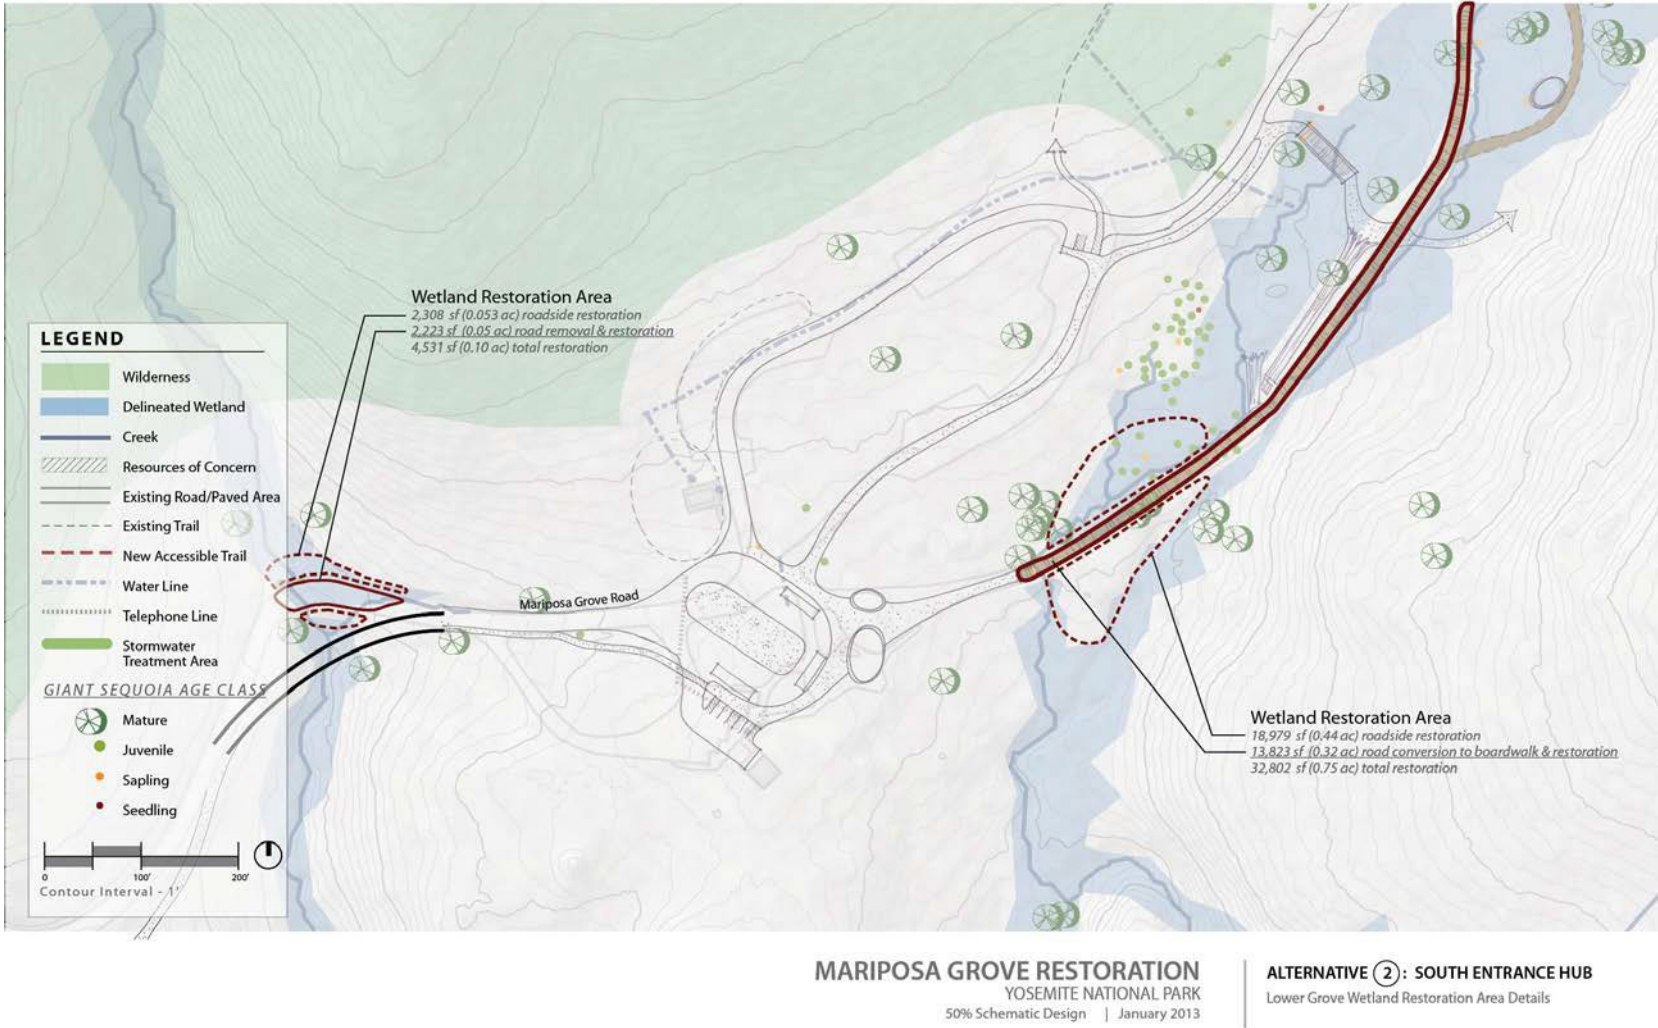 Wetland Restoration Area
2,308 sf (0.053 ac) roadside restoration
2,223 sf (0.05 ac) road removal & restoration
4,531 sf (0.10 ac) total restoration
LEGEND
Wilderness
Delineated Wetland
Creek
Resources of Concern
Existing Road/Paved Area
Existing Trail
New Accessible Trail
Water Line
Telephone Line
Stormwater
Treatment Area
GIANT SEQUOIA AGE CLASS
Mature
Juvenile
Sapling
Seedling
0 100' 200'
Contour Interval - 1'
Mariposa Grove Road
Wetland Restoration Area
18,979 sf (0.44 ac) roadside restoration
13,823 sf (0.32 ac) road conversion to boardwalk & restoration
32,802 sf (0.75 ac) total restoration
MARIPOSA GROVE RESTORATION
YOSEMITE NATIONAL PARK
50% Schematic Design | January 2013
ALTERNATIVE 2 : SOUTH ENTRANCE HUB
Lower Grove Wetland Restoration Area Details